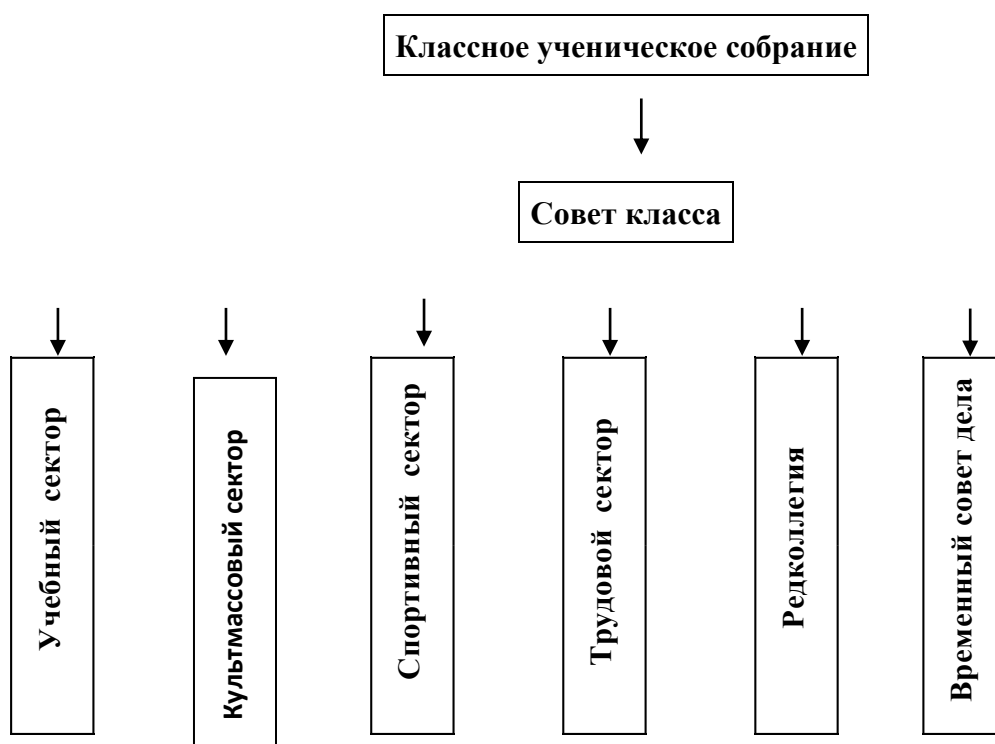 Классное ученическое собрание
Совет класса
Учебный сектор
Культмассовый сектор
Спортивный сектор
Трудовой сектор
Редколлегия
Временный совет дела